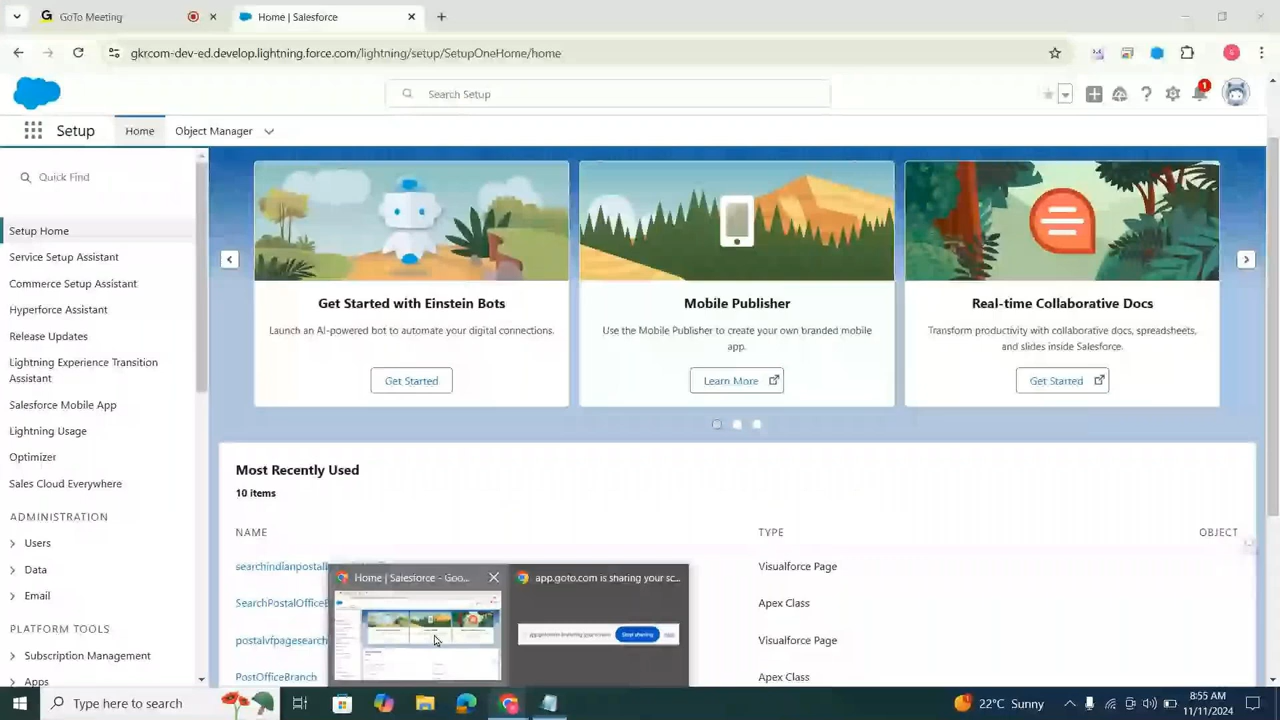 GoTo Meeting
Home | Salesforce
gkrcom-dev-ed.develop.lightning.force.com/lightning/setup/SetupOneHome/home
Search Setup
1
Setup
Home
Object Manager
Quick Find
Setup Home
Service Setup Assistant
Commerce Setup Assistant
Hyperforce Assistant
Release Updates
Lightning Experience Transition
Assistant
Salesforce Mobile App
Lightning Usage
Optimizer
Sales Cloud Everywhere
ADMINISTRATION
Users
Data
Email
PLATFORM TOOLS
Subscription Management
Apps
Get Started with Einstein Bots
Launch an AI-powered bot to automate your digital connections.
Get Started
Mobile Publisher
Use the Mobile Publisher to create your own branded mobile
app.
Learn More
Real-time Collaborative Docs
Transform productivity with collaborative docs, spreadsheets,
and slides inside Salesforce.
Get Started
Most Recently Used
10 items
NAME
TYPE
OBJECT
Visualforce Page
SearchPostalOffice
Apex Class
postalvfpagesearch
Visualforce Page
PostOfficeBranch
Apex Class
Home | Salesforce - Goo...
app.goto.com is sharing your sc...
Stop sharing
Type here to search
22°C Sunny
8:55 AM
11/11/2024